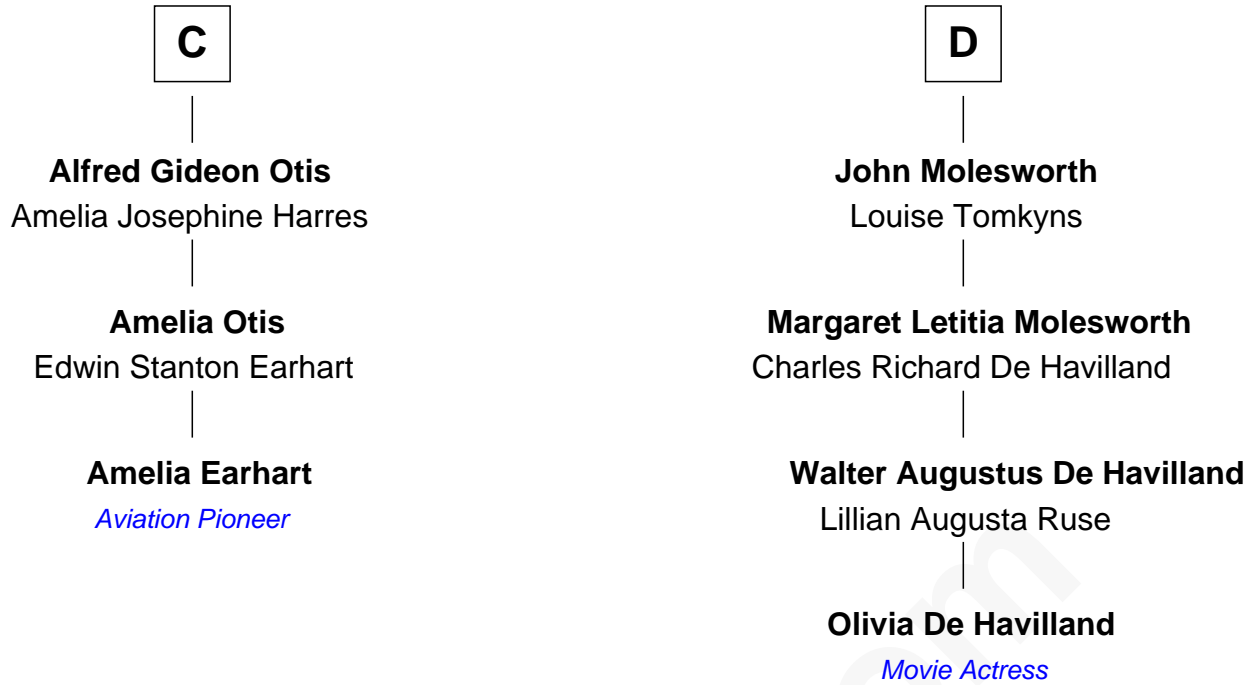 C
Alfred Gideon Otis
Amelia Josephine Harres
Amelia Otis
Edwin Stanton Earhart
Amelia Earhart
Aviation Pioneer
D
John Molesworth
Louise Tomkyns
Margaret Letitia Molesworth
Charles Richard De Havilland
Walter Augustus De Havilland
Lillian Augusta Ruse
Olivia De Havilland
Movie Actress